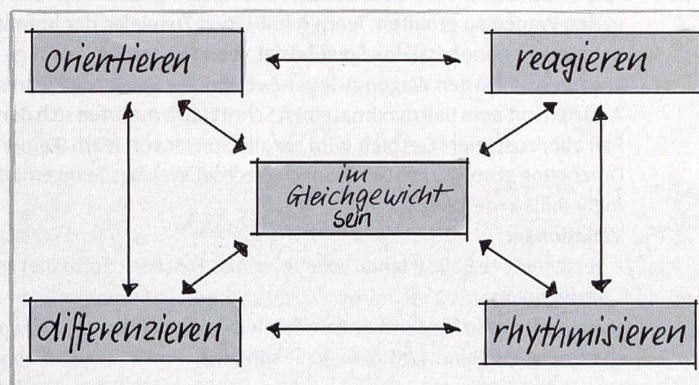 orientieren
reagieren
im
Gleichgewicht
sein
differenzieren
rhythmisieren